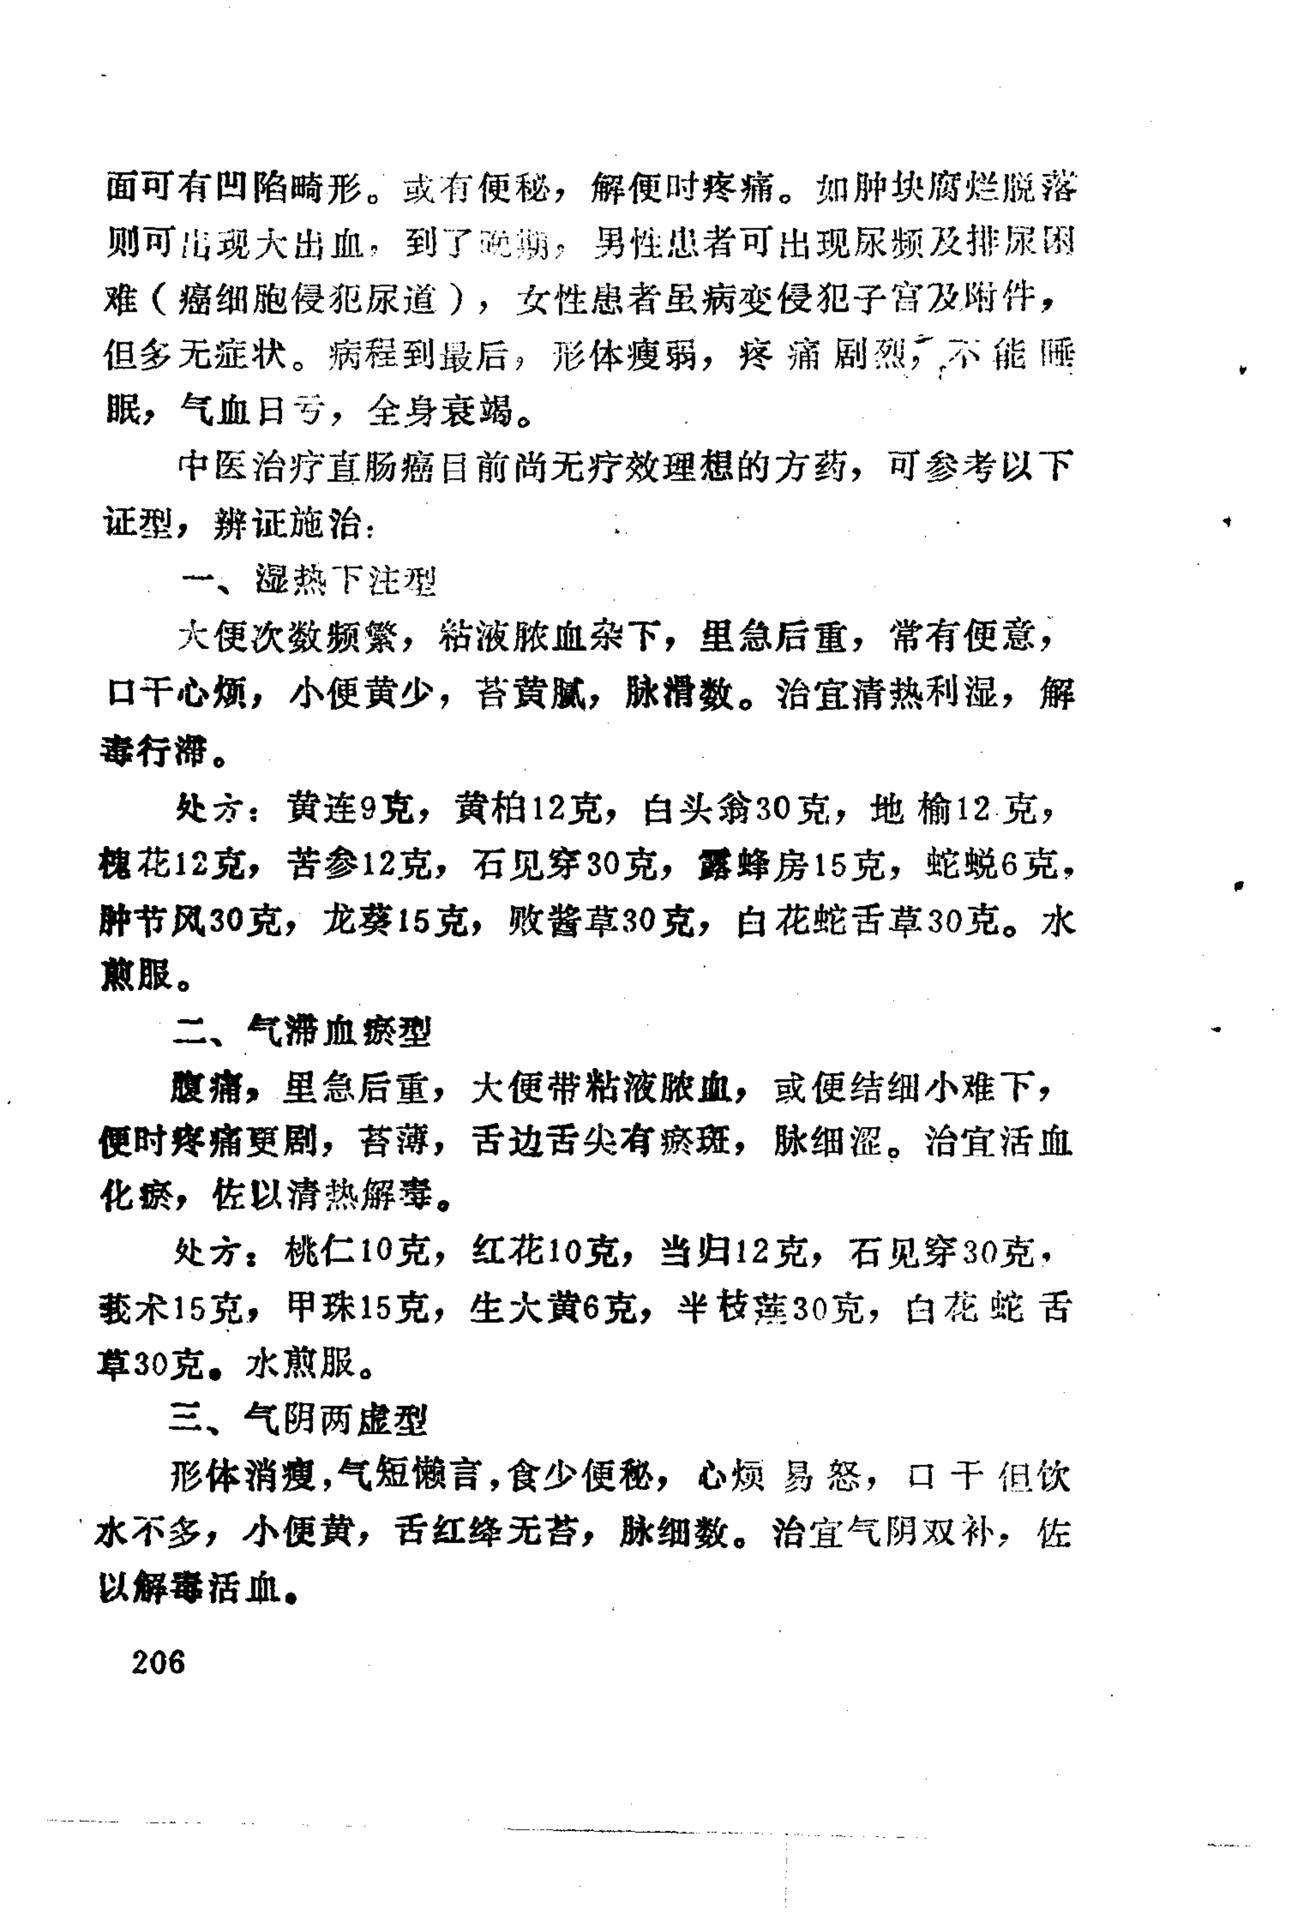 面可有凹陷畸形。或有便秘，解便时疼痛。如肿块腐烂脱落
则可出现大出血，到了晚期，男性患者可出现尿频及排尿困
难（癌细胞侵犯尿道），女性患者虽病变侵犯子宫及附件，
但多无症状。病程到最后，形体瘦弱，疼痛剧烈，不能睡
眠，气血日亏，全身衰竭。
中医治疗直肠癌目前尚无疗效理想的方药，可参考以下
证型，辨证施治：
一、湿热下注型
大便次数频繁，粘液脓血杂下，里急后重，常有便意，
口干心烦，小便黄少，苔黄腻，脉滑数。治宜清热利湿，解
毒行滞。
处方：黄连9克，黄柏12克，白头翁30克，地榆12克，
槐花12克，苦参12克，石见穿30克，露蜂房15克，蛇蜕6克，
肿节风30克，龙葵15克，败酱草30克，白花蛇舌草30克。水
煎服。
二、气滞血瘀型
腹痛，里急后重，大便带粘液脓血，或便结细小难下，
便时疼痛更剧，苔薄，舌边舌尖有瘀斑，脉细涩。治宜活血
化瘀，佐以清热解毒。
处方：桃仁10克，红花10克，当归12克，石见穿30克，
莪术15克，甲珠15克，生大黄6克，半枝莲30克，白花蛇舌
草30克。水煎服。
三、气阴两虚型
形体消瘦，气短懒言，食少便秘，心烦易怒，口干但饮
水不多，小便黄，舌红绛无苔，脉细数。治宜气阴双补，佐
以解毒活血。
206